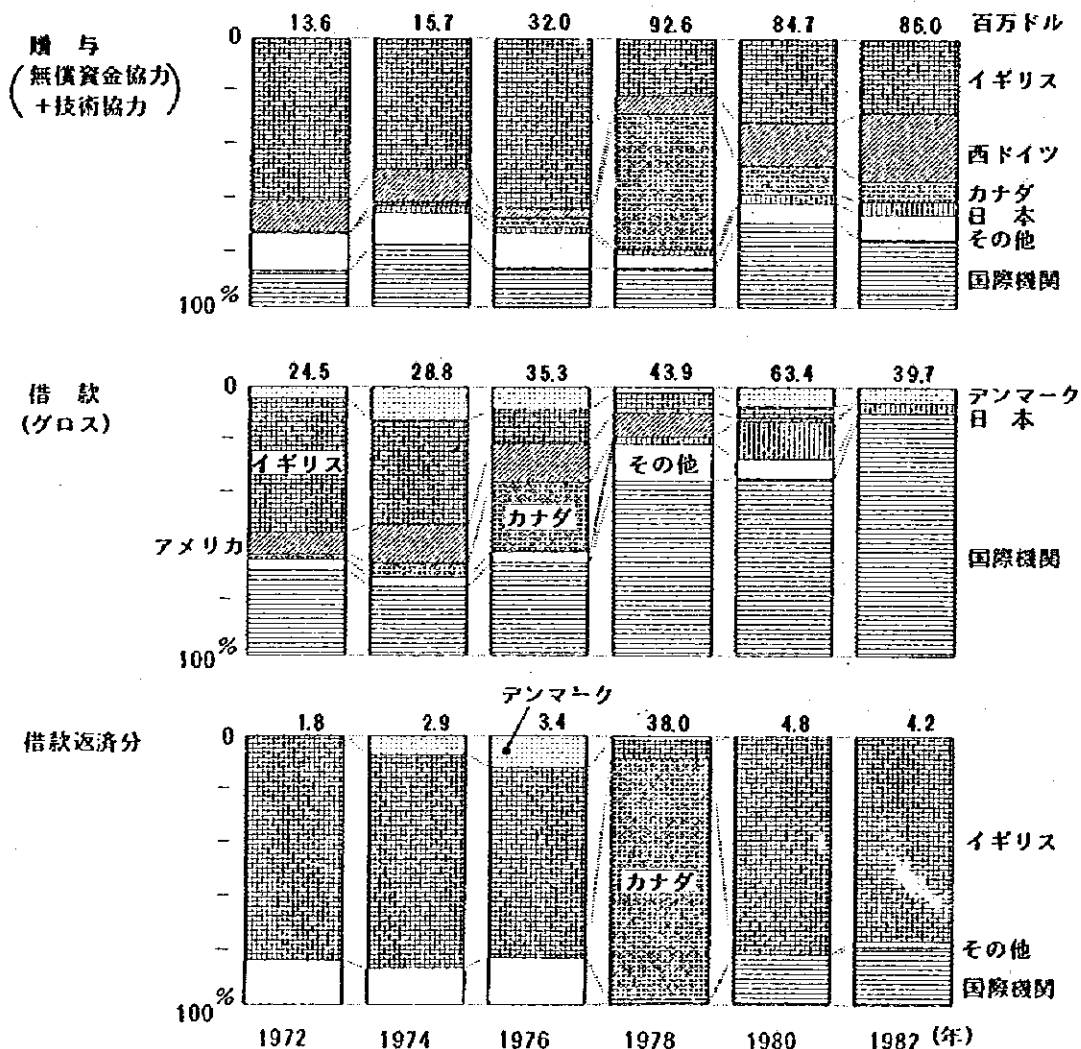 13.6 15.7 32.0 92.6 84.7 86.0 百万ドル
0
贈 与
(無償資金協力
+技術協力)
イギリス
西ドイツ
カナダ
日 本
その他
国際機関
100%
24.5 28.8 35.3 43.9 63.4 39.7
0
借 款
(グロス)
デンマーク
日 本
イギリス
その他
カナダ
アメリカ
国際機関
100%
デンマーク
1.8 2.9 3.4 38.0 4.8 4.2
0
借款返済分
イギリス
カナダ
その他
国際機関
100%
1972 1974 1976 1978 1980 1982 (年)